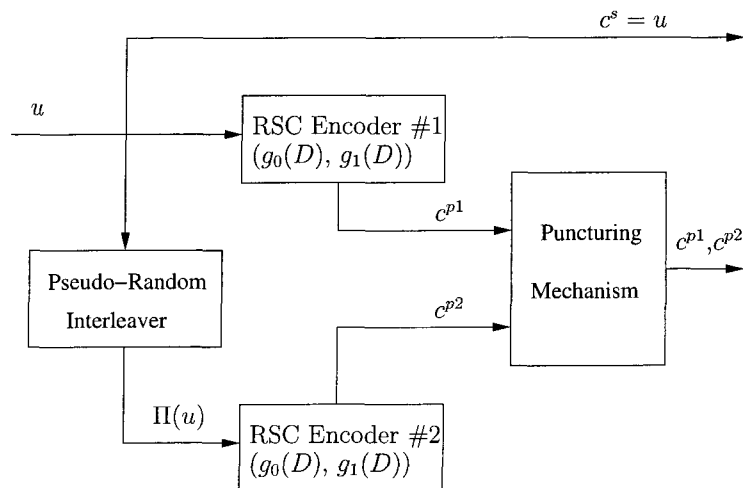 c^s = u
u
RSC Encoder #1
(g_0(D), g_1(D))
c^{p1}
Puncturing
Mechanism
c^{p1},c^{p2}
Pseudo–Random
Interleaver
c^{p2}
Π(u)
RSC Encoder #2
(g_0(D), g_1(D))